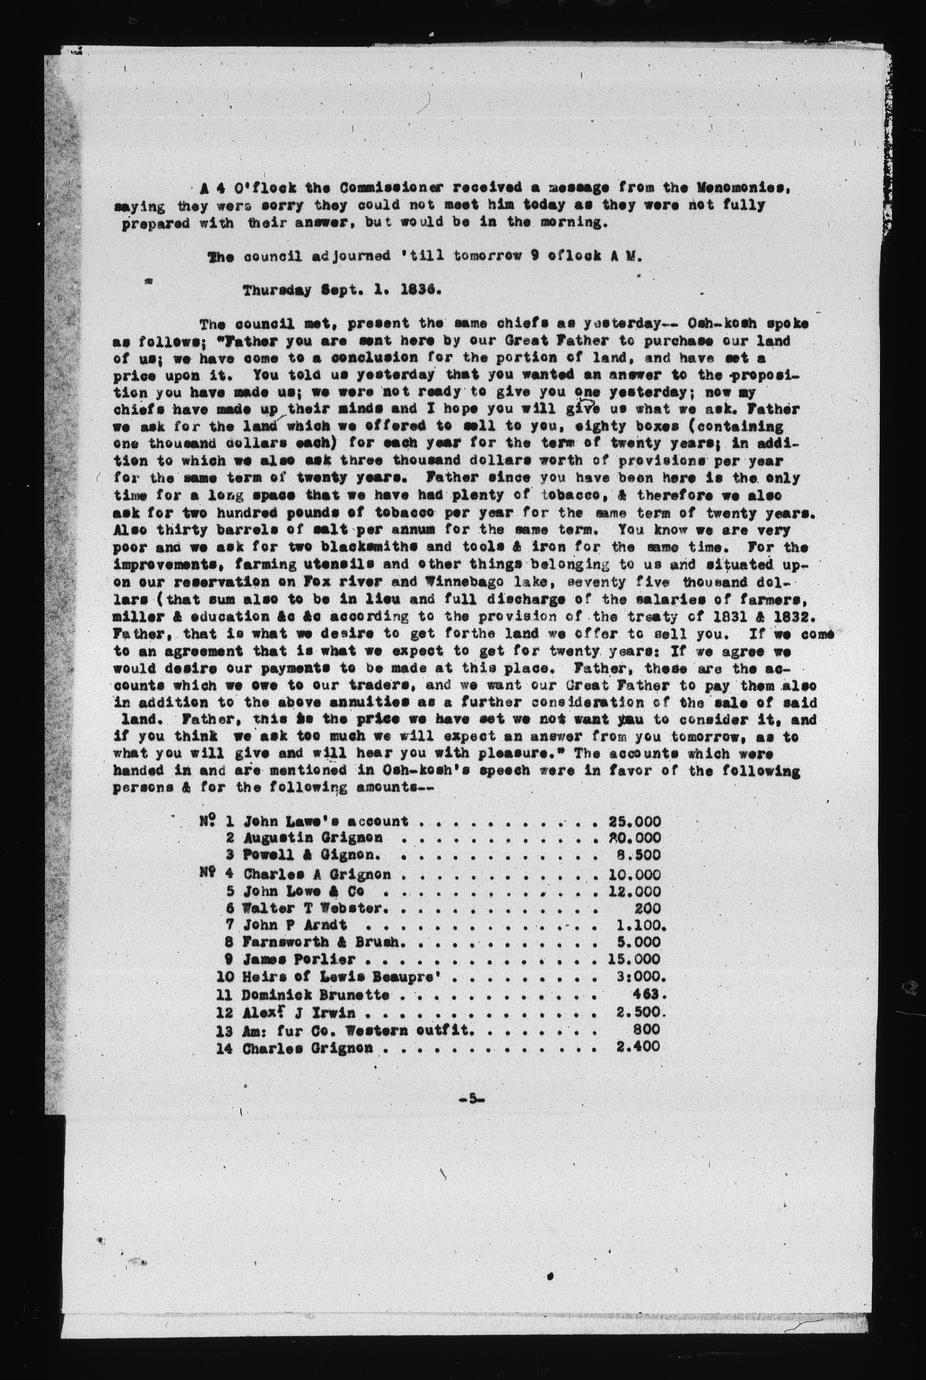 A 4 O'flock the Commissioner received a message from the Menomonies,
saying they were sorry they could not meet him today as they were not fully
prepared with their answer, but would be in the morning.
The council adjourned 'till tomorrow 9 oflock A M.
Thursday Sept. 1. 1836.
The council met, present the same chiefs as yesterday-- Osh-kosh spoke
as follows; "Father you are sent here by our Great Father to purchase our land
of us; we have come to a conclusion for the portion of land, and have set a
price upon it. You told us yesterday that you wanted an answer to the proposi-
tion you have made us; we were not ready to give you one yesterday; now my
chiefs have made up their minds and I hope you will give us what we ask. Father
we ask for the land which we offered to sell to you, eighty boxes (containing
one thousand dollars each) for each year for the term of twenty years; in addi-
tion to which we also ask three thousand dollars worth of provisions per year
for the same term of twenty years. Father since you have been here is the only
time for a long space that we have had plenty of tobacco, & therefore we also
ask for two hundred pounds of tobacco per year for the same term of twenty years.
Also thirty barrels of salt per annum for the same term. You know we are very
poor and we ask for two blacksmiths and tools & iron for the same time. For the
improvements, farming utensils and other things belonging to us and situated up-
on our reservation on Fox river and Winnebago lake, seventy five thousand dol-
lars (that sum also to be in lieu and full discharge of the salaries of farmers,
miller & education &c &c according to the provision of the treaty of 1831 & 1832.
Father, that is what we desire to get forthe land we offer to sell you. If we come
to an agreement that is what we expect to get for twenty years: If we agree we
would desire our payments to be made at this place. Father, these are the ac-
counts which we owe to our traders, and we want our Great Father to pay them also
in addition to the above annuities as a further consideration of the sale of said
land. Father, this is the price we have set we not want you to consider it, and
if you think we ask too much we will expect an answer from you tomorrow, as to
what you will give and will hear you with pleasure." The accounts which were
handed in and are mentioned in Osh-kosh's speech were in favor of the following
persons & for the following amounts--
No. 1 John Lawe's account . . . . . . . . . . . 25.000
2 Augustin Grignon . . . . . . . . . . . . 20.000
3 Powell & Gignon. . . . . . . . . . . . . 8.500
No 4 Charles A Grignon . . . . . . . . . . . . 10.000
5 John Lowe & Co . . . . . . . . . . . . . 12.000
6 Walter T Webster. . . . . . . . . . . . . 200
7 John P Arndt . . . . . . . . . . . . . . 1.100.
8 Farnsworth & Brush. . . . . . . . . . . . 5.000
9 James Porlier . . . . . . . . . . . . . . 15.000
10 Heirs of Lewis Beaupre' . . . . . . . . . 3:000.
11 Dominick Brunette . . . . . . . . . . . . 463.
12 Alexr. J Irwin . . . . . . . . . . . . . . 2.500.
13 Am: fur Co. Western outfit. . . . . . . . 800
14 Charles Grignon . . . . . . . . . . . . . 2.400
-5-